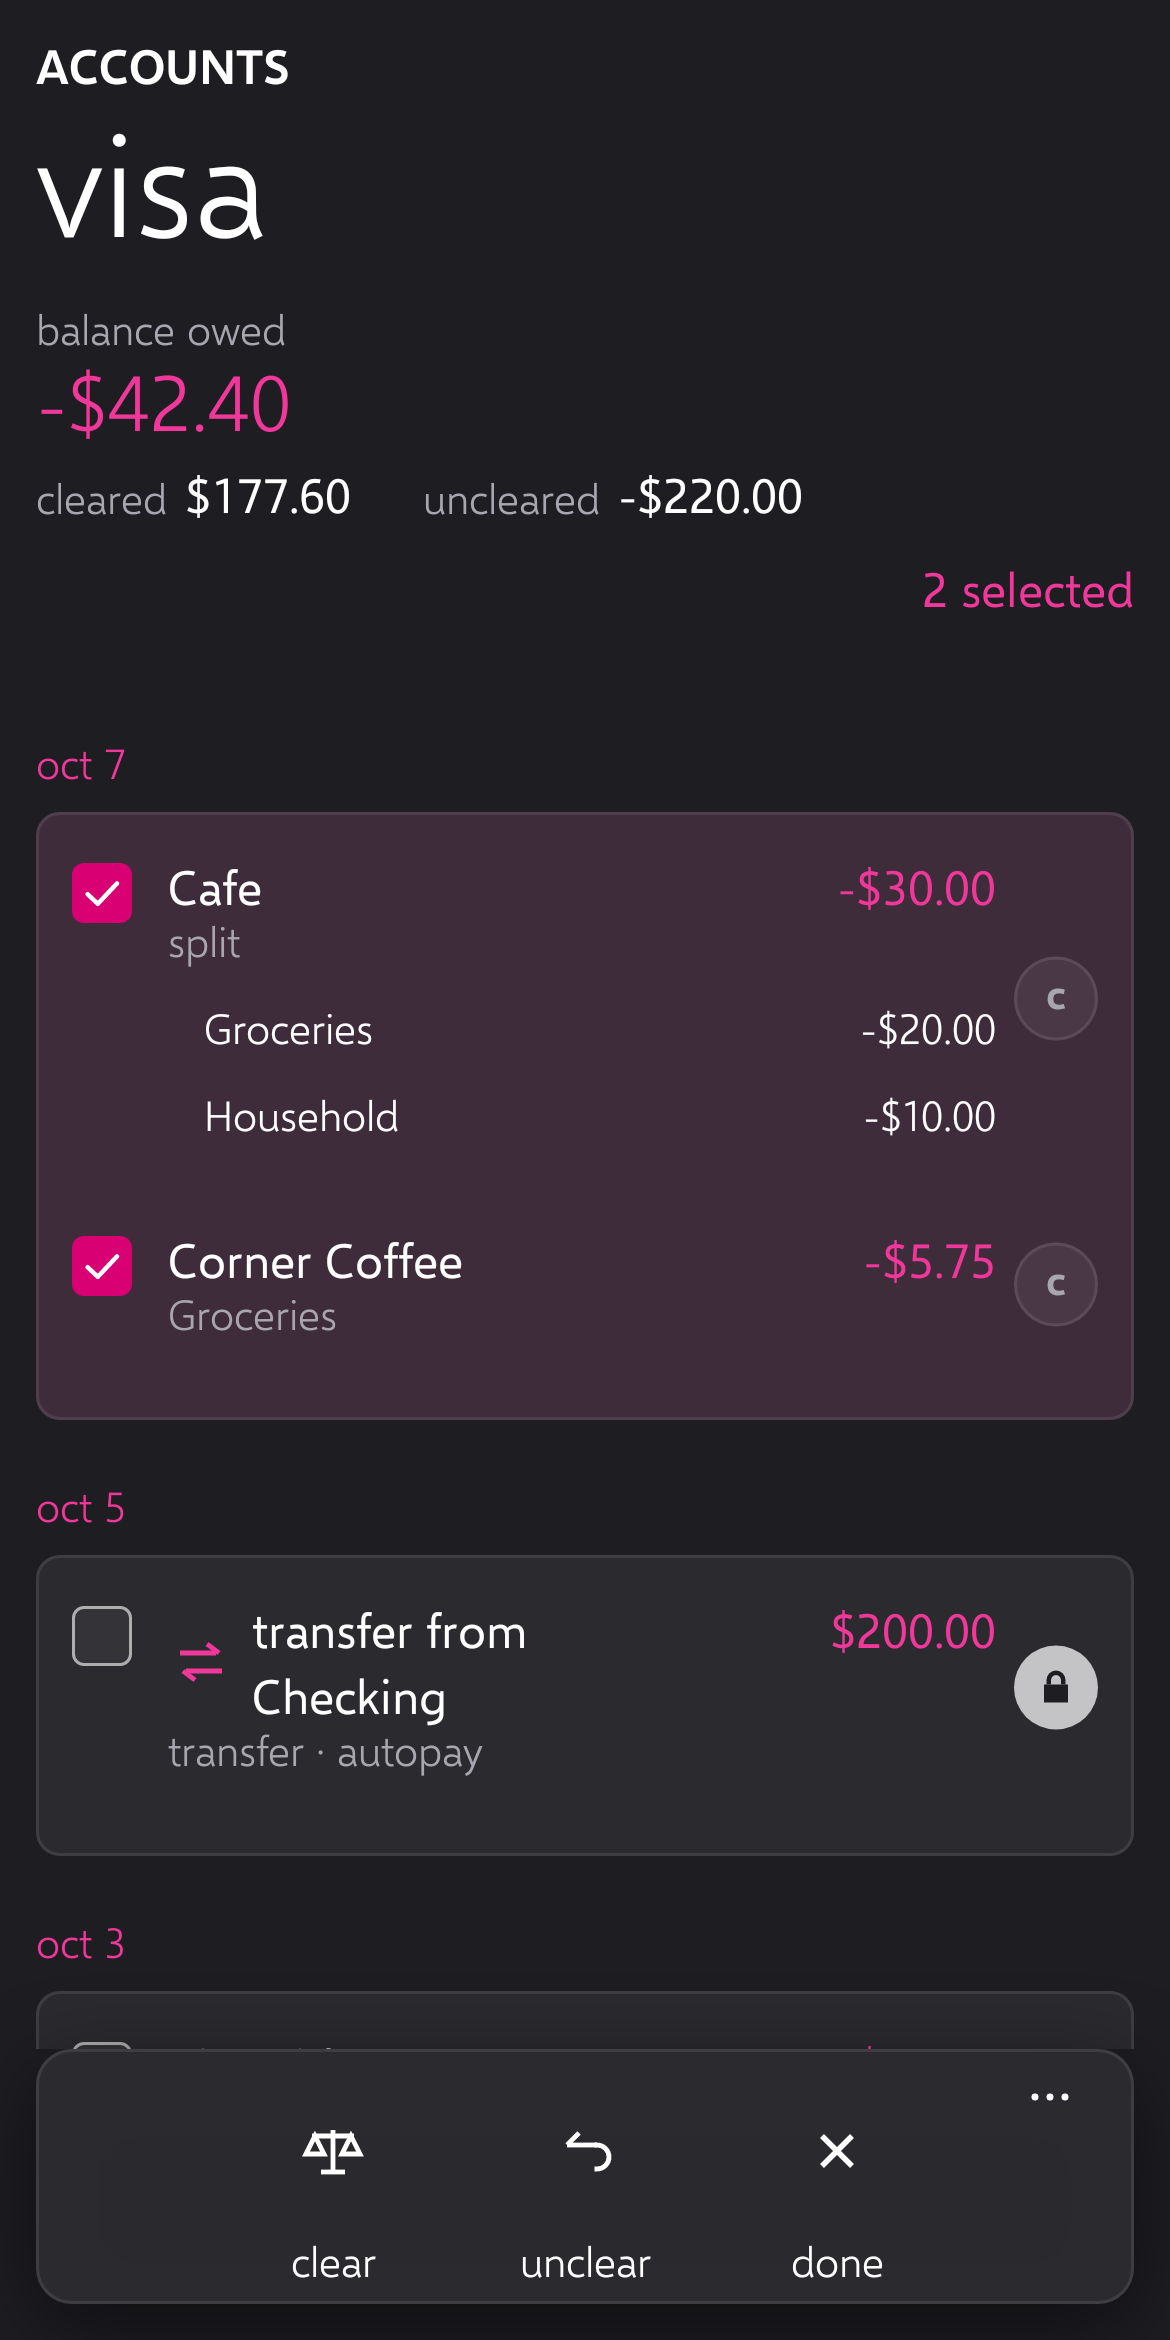 ACCOUNTS
visa
balance owed
-$42.40
cleared $177.60 uncleared -$220.00
2 selected
oct 7
Cafe -$30.00
split
C
Groceries -$20.00
Household -$10.00
Corner Coffee -$5.75 C
Groceries
oct 5
transfer from $200.00
Checking
transfer · autopay
oct 3
clear unclear done